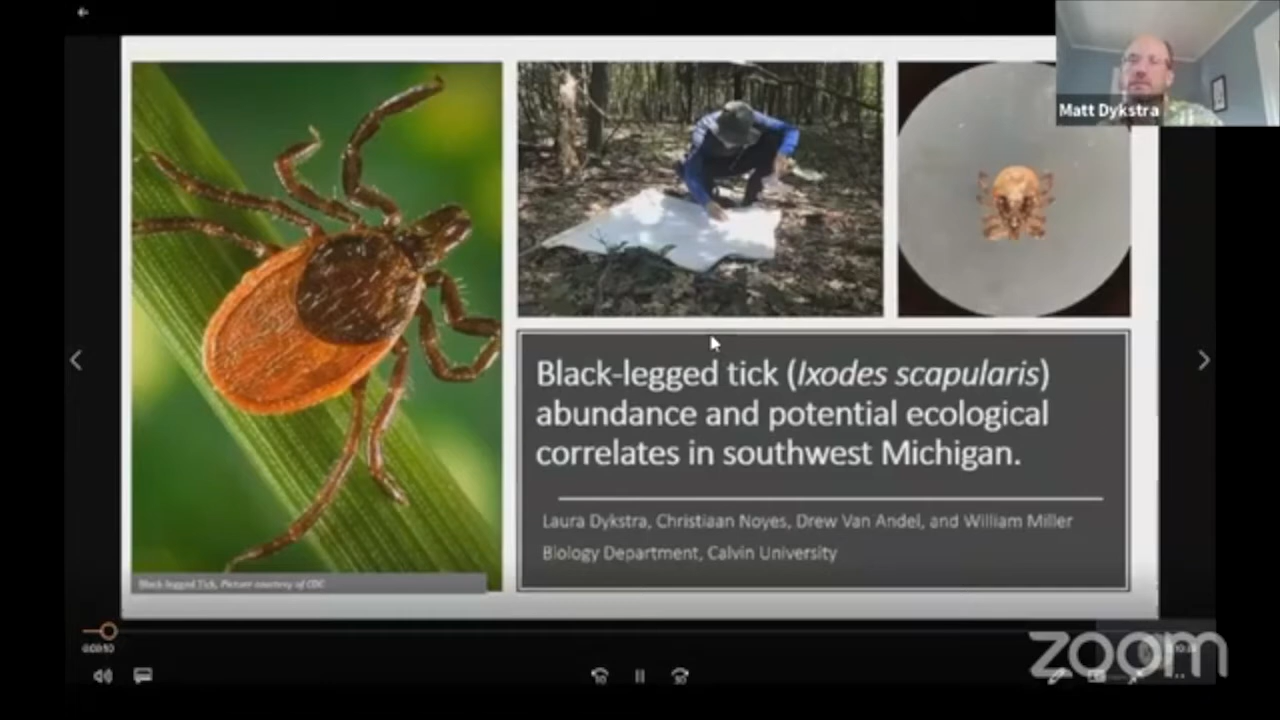 Matt Dykstra
Black-legged tick (Ixodes scapularis)
abundance and potential ecological
correlates in southwest Michigan.
Laura Dykstra, Christiaan Noyes, Drew Van Andel, and William Miller
Biology Department, Calvin University
Black-legged Tick, Picture courtesy of CDC
zoom